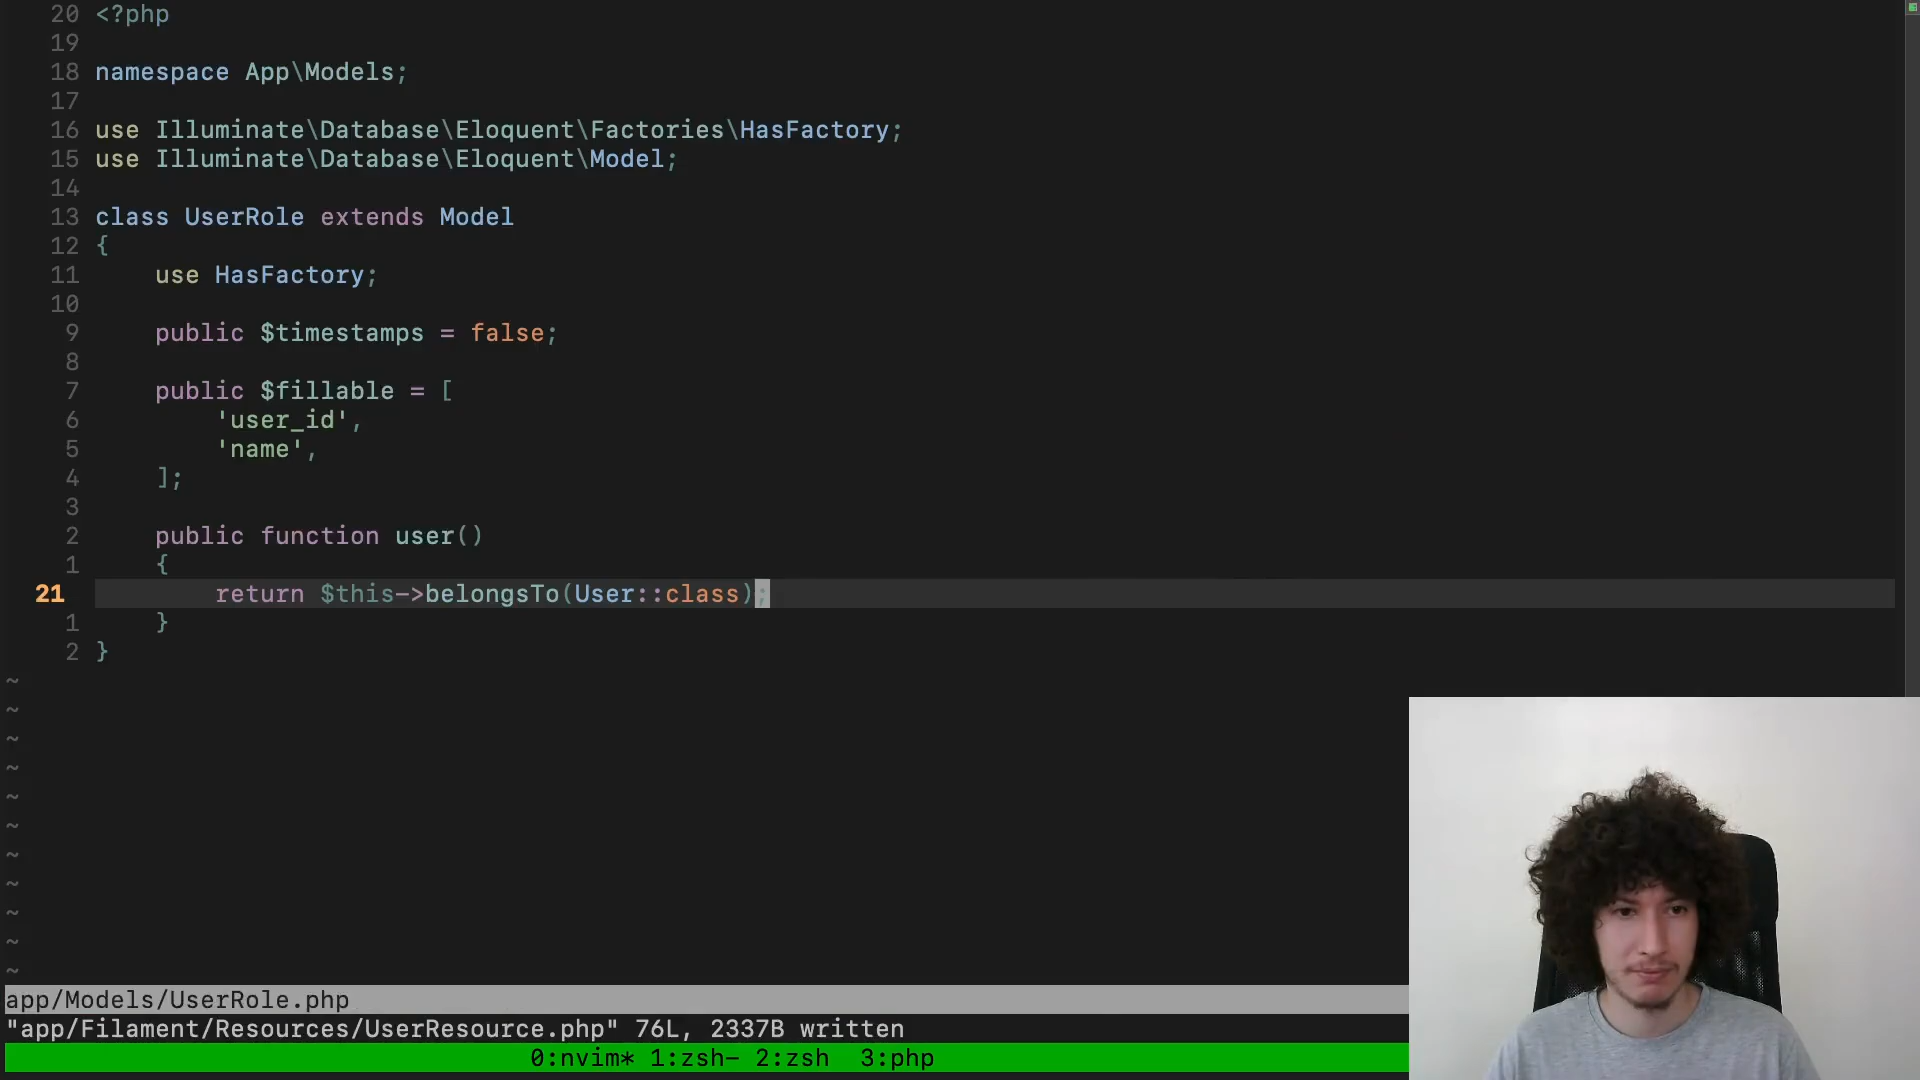 20 <?php
19
18 namespace App\Models;
17
16 use Illuminate\Database\Eloquent\Factories\HasFactory;
15 use Illuminate\Database\Eloquent\Model;
14
13 class UserRole extends Model
12 {
11     use HasFactory;
10
9     public $timestamps = false;
8
7     public $fillable = [
6         'user_id',
5         'name',
4     ];
3
2     public function user()
1     {
21         return $this->belongsTo(User::class);
1     }
2 }
~
~
~
~
~
~
~
~
~
~
~
app/Models/UserRole.php
"app/Filament/Resources/UserResource.php" 76L, 2337B written
0:nvim* 1:zsh- 2:zsh  3:php